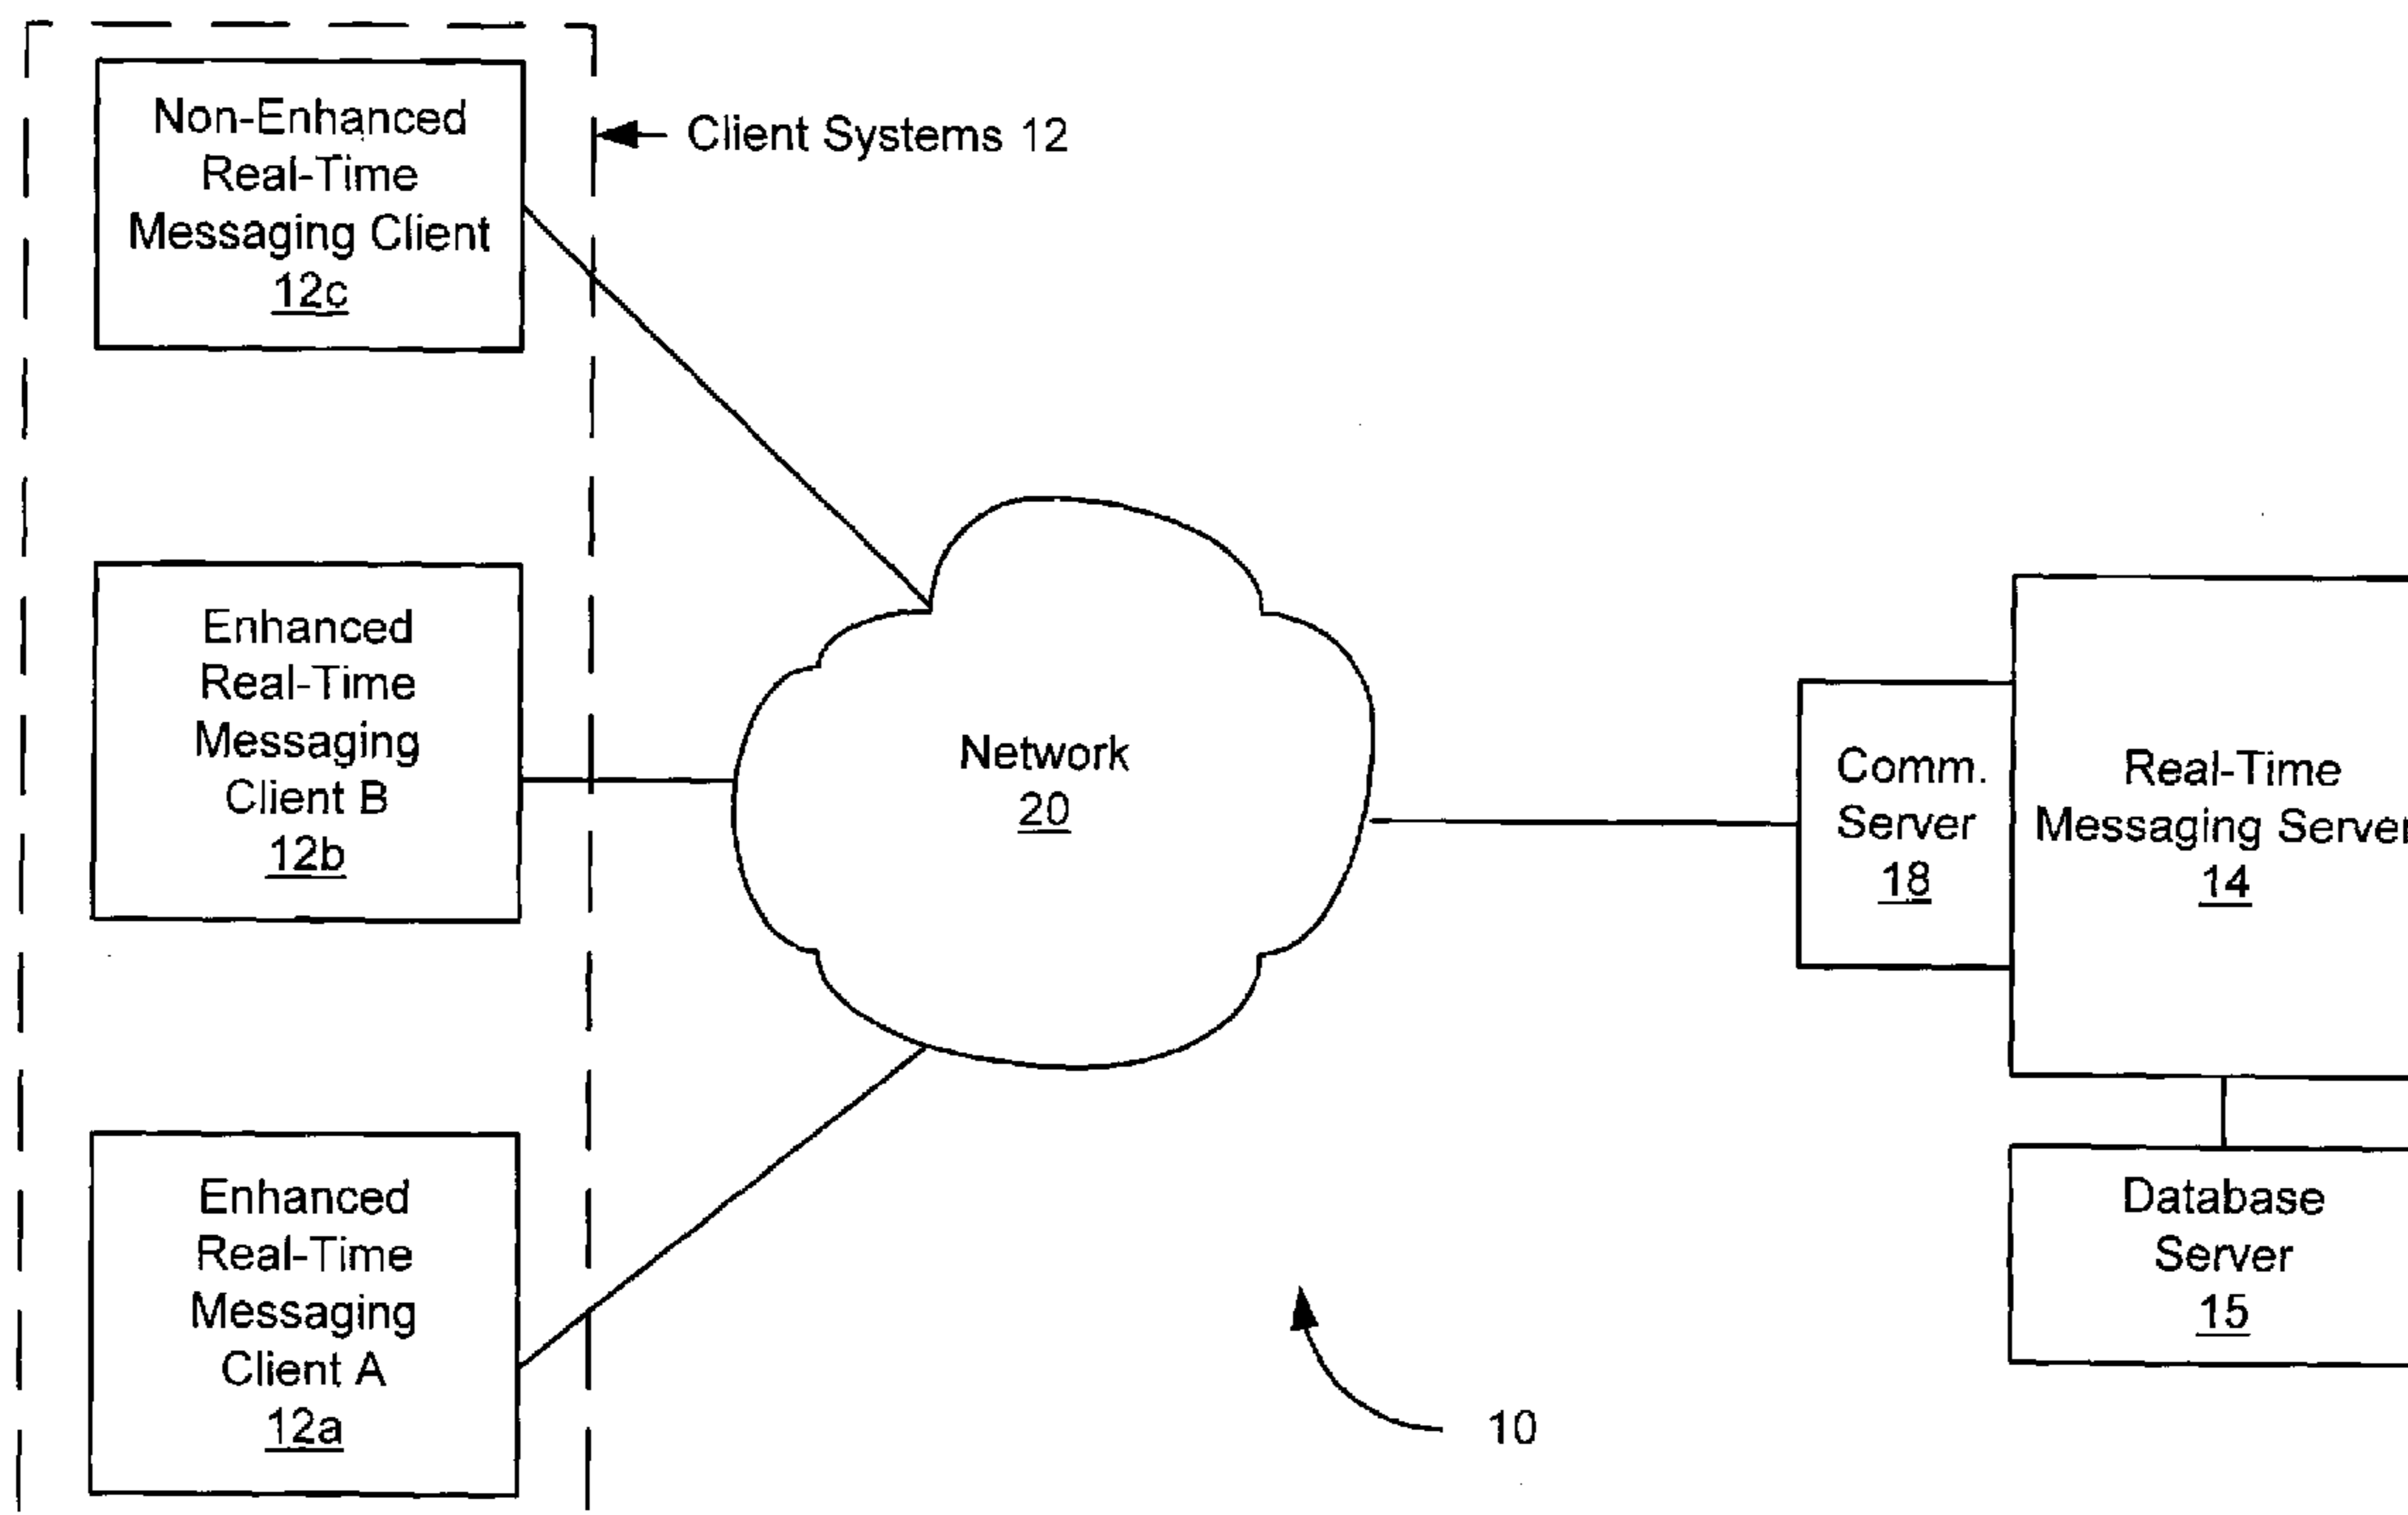 Non-Enhanced
Real-Time
Messaging Client
12c
Client Systems 12
Enhanced
Real-Time
Messaging
Client B
12b
Network
20
Comm.
Server
18
Real-Time
Messaging Server
14
Enhanced
Real-Time
Messaging
Client A
12a
Database
Server
15
10